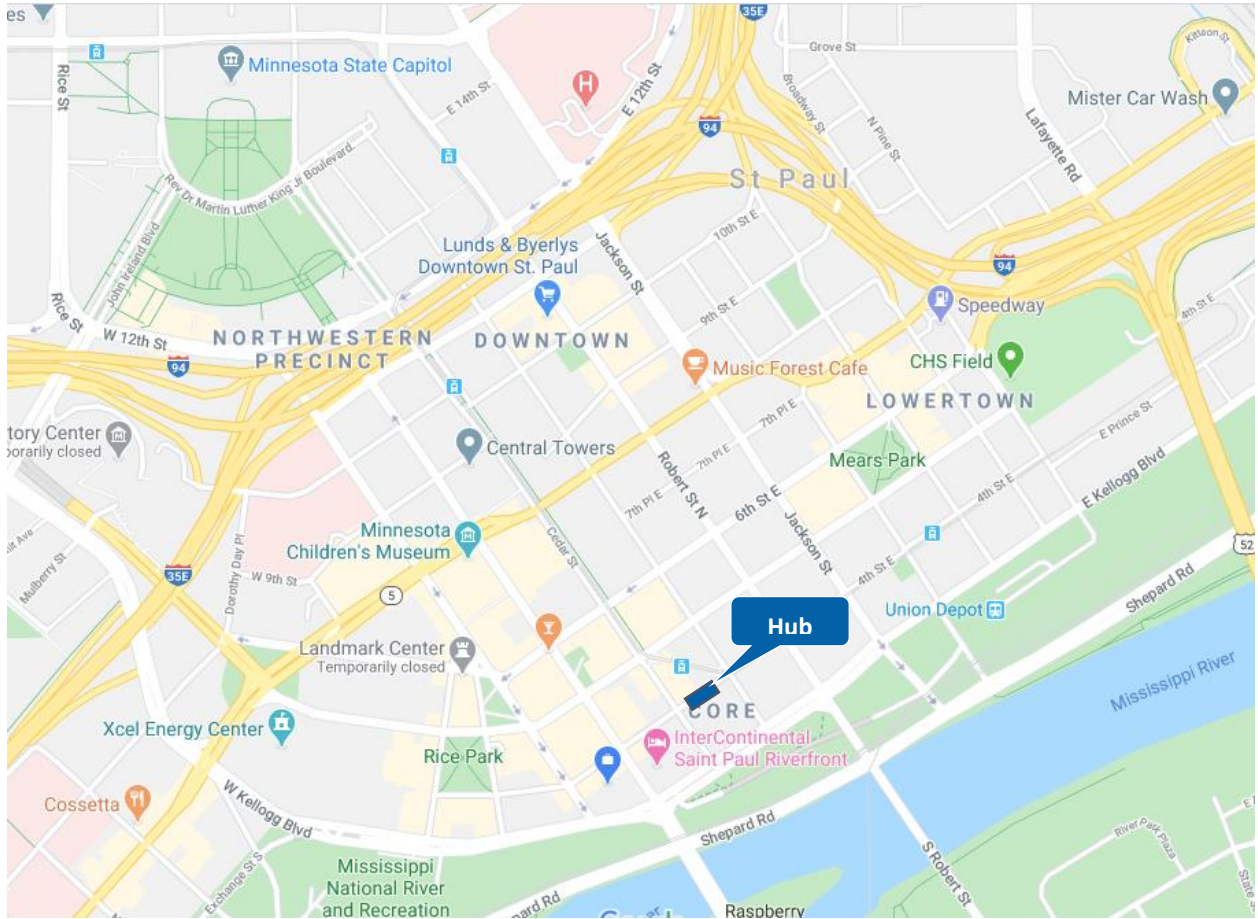 es
35E
Grove St
Minnesota State Capitol
Rice St
E 14th St
H
E 12th St
Broadway St
N Pine St
Kittson St
Mister Car Wash
Lafayette Rd
94
St Paul
Rev Dr Martin Luther King Jr Boulevard.
John Ireland Blvd
10th St E
Lunds & Byerlys
Downtown St. Paul
Jackson St
94
Speedway
4th St E
Rice St
W 12th St
NORTHWESTERN
PRECINCT
DOWNTOWN
9th St E
94
Music Forest Cafe
CHS Field
LOWERTOWN
7th Pl E
E Prince St
tory Center
porarily closed
Central Towers
7th Pl E
Mears Park
E Kellogg Blvd
Robert St N
7th Pl E
6th St E
4th St E
Jackson St
Minnesota
Children's Museum
Cedar St
52
Mulberry St
35E
Dorothy Day Pl
W 9th St
5
4th St E
Union Depot
Shepard Rd
Hub
Landmark Center
Temporarily closed
Mississippi River
CORE
Xcel Energy Center
Rice Park
InterContinental
Saint Paul Riverfront
Cossetta
W Kellogg Blvd
Shepard Rd
River Park Plaza
S Robert St
Exchange St S
Mississippi
National River
and Recreation
Shepard Rd
Raspberry